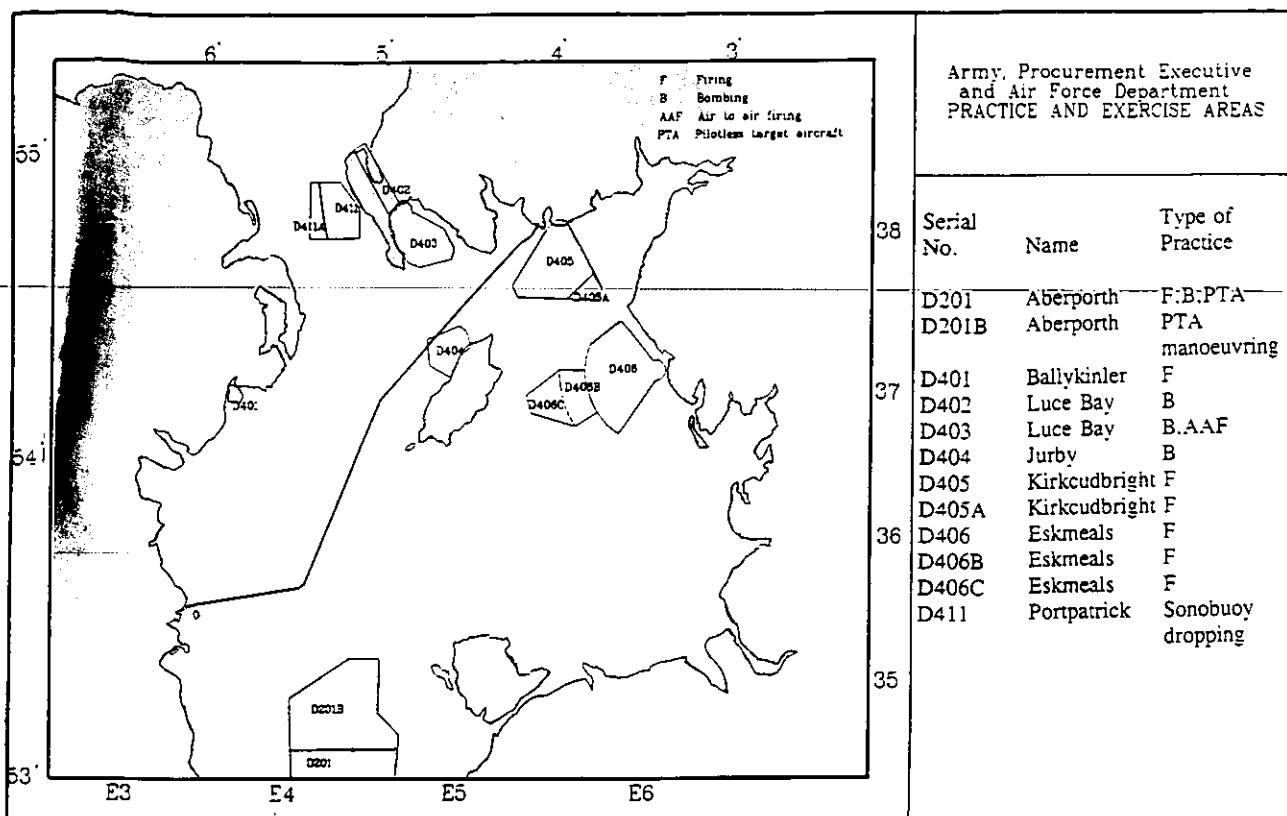 6°
5°
4°
3°
F Firing
B Bombing
AAF Air to air firing
PTA Pilotless target aircraft
55°
54°
53°
38
37
36
35
E3
E4
E5
E6
D402
D411
D411A
D403
D405
D405A
D404
D406
D406B
D406C
D401
D201B
D201
Army, Procurement Executive
and Air Force Department
PRACTICE AND EXERCISE AREAS
Serial No. Name Type of Practice
D201 Aberporth F;B;PTA
D201B Aberporth PTA manoeuvring
D401 Ballykinler F
D402 Luce Bay B
D403 Luce Bay B.AAF
D404 Jurby B
D405 Kirkcudbright F
D405A Kirkcudbright F
D406 Eskmeals F
D406B Eskmeals F
D406C Eskmeals F
D411 Portpatrick Sonobuoy dropping